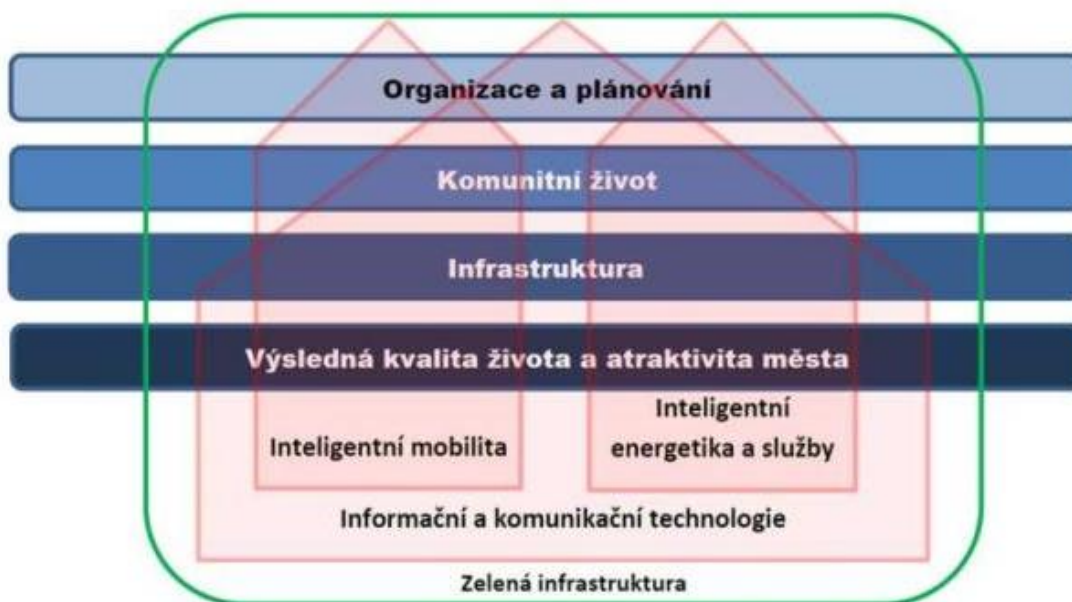 Organizace a plánování
Komunitní život
Infrastruktura
Výsledná kvalita života a atraktivita města
Inteligentní mobilita
Inteligentní
energetika a služby
Informační a komunikační technologie
Zelená infrastruktura